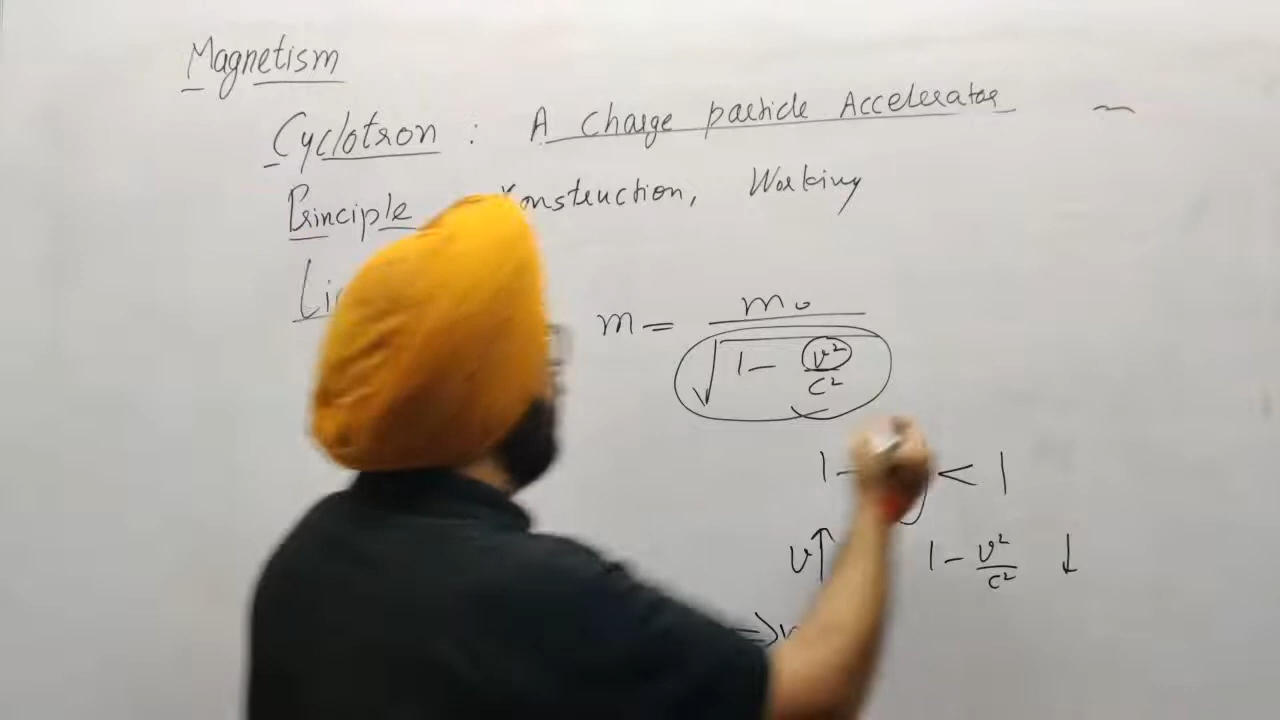 Magnetism
Cyclotron : A Charge particle Accelerator
Principle Construction, Working
m = m₀ / √(1 - v²/c²)
1 - < 1
v↑ 1 - v²/c² ↓
⇒